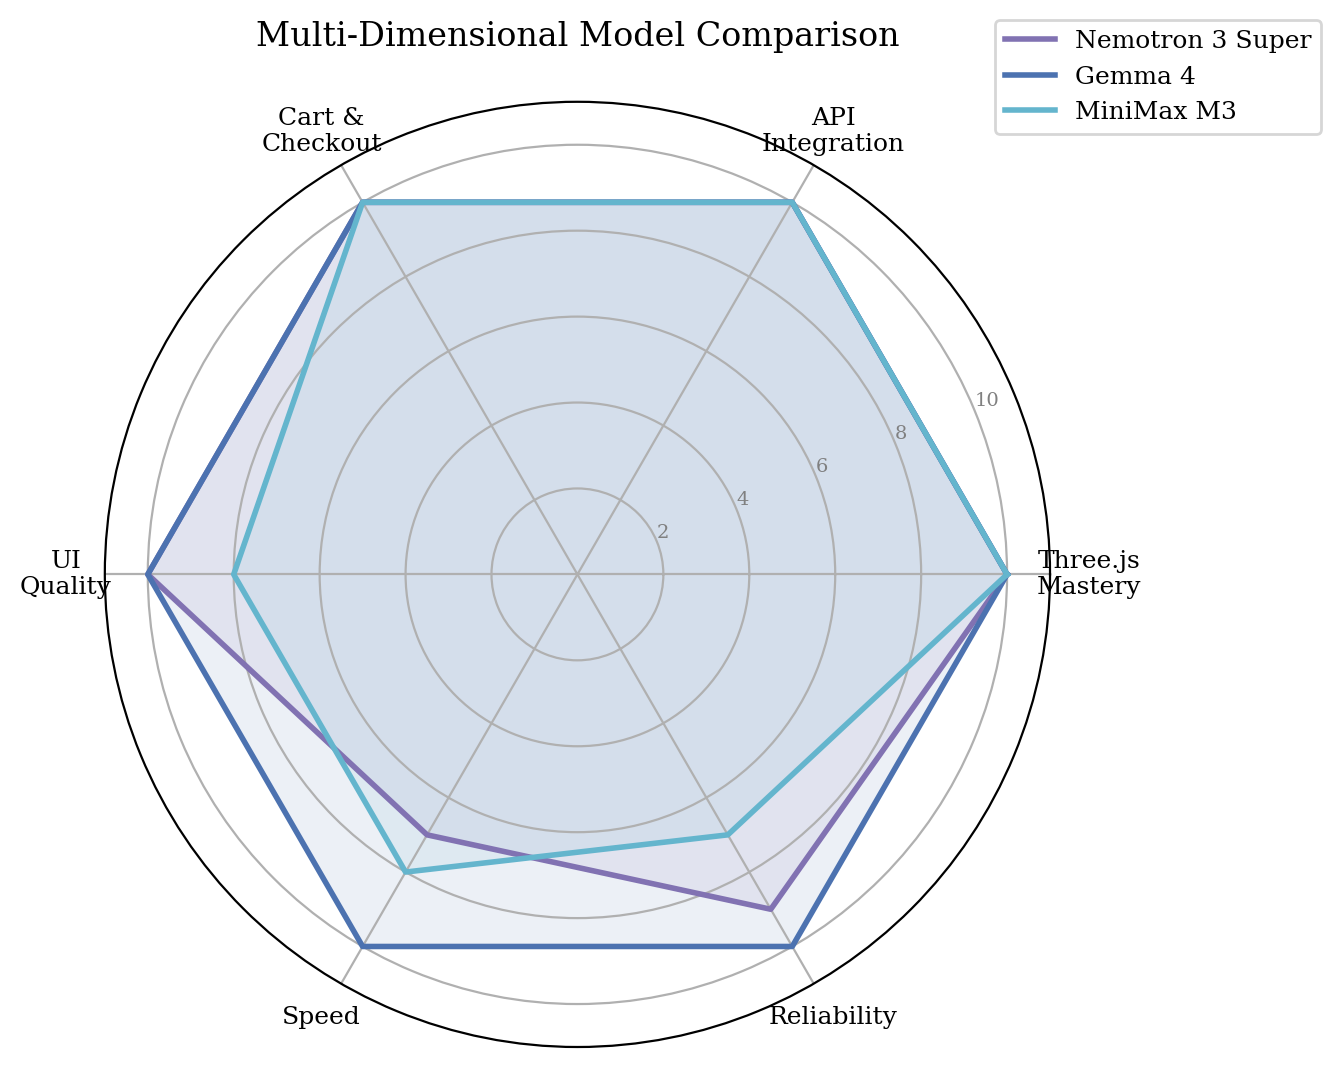 Multi-Dimensional Model Comparison
Nemotron 3 Super
Gemma 4
MiniMax M3
Cart &
Checkout
API
Integration
10
8
6
4
2
UI
Quality
Three.js
Mastery
Speed
Reliability